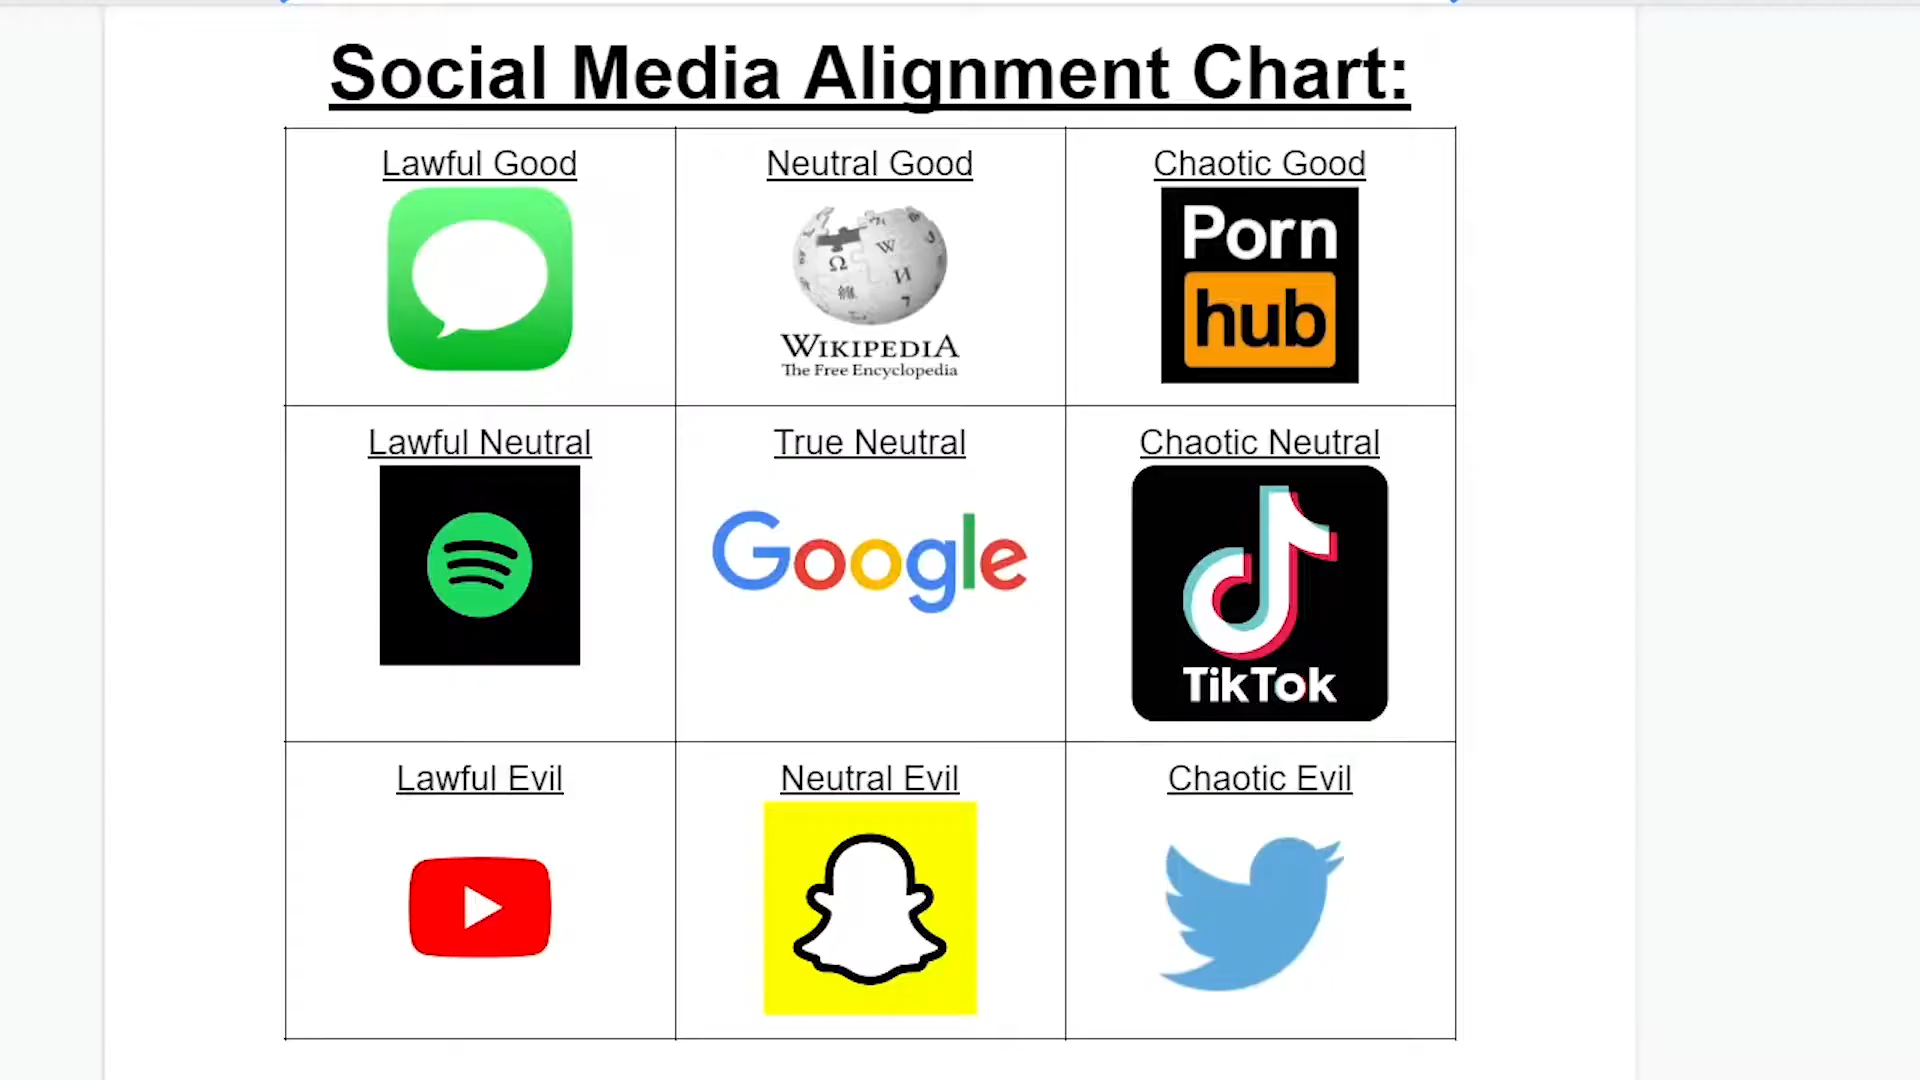 Social Media Alignment Chart:
Lawful Good
Neutral Good
Chaotic Good
WIKIPEDIA
The Free Encyclopedia
Porn
hub
Lawful Neutral
True Neutral
Chaotic Neutral
Google
TikTok
Lawful Evil
Neutral Evil
Chaotic Evil